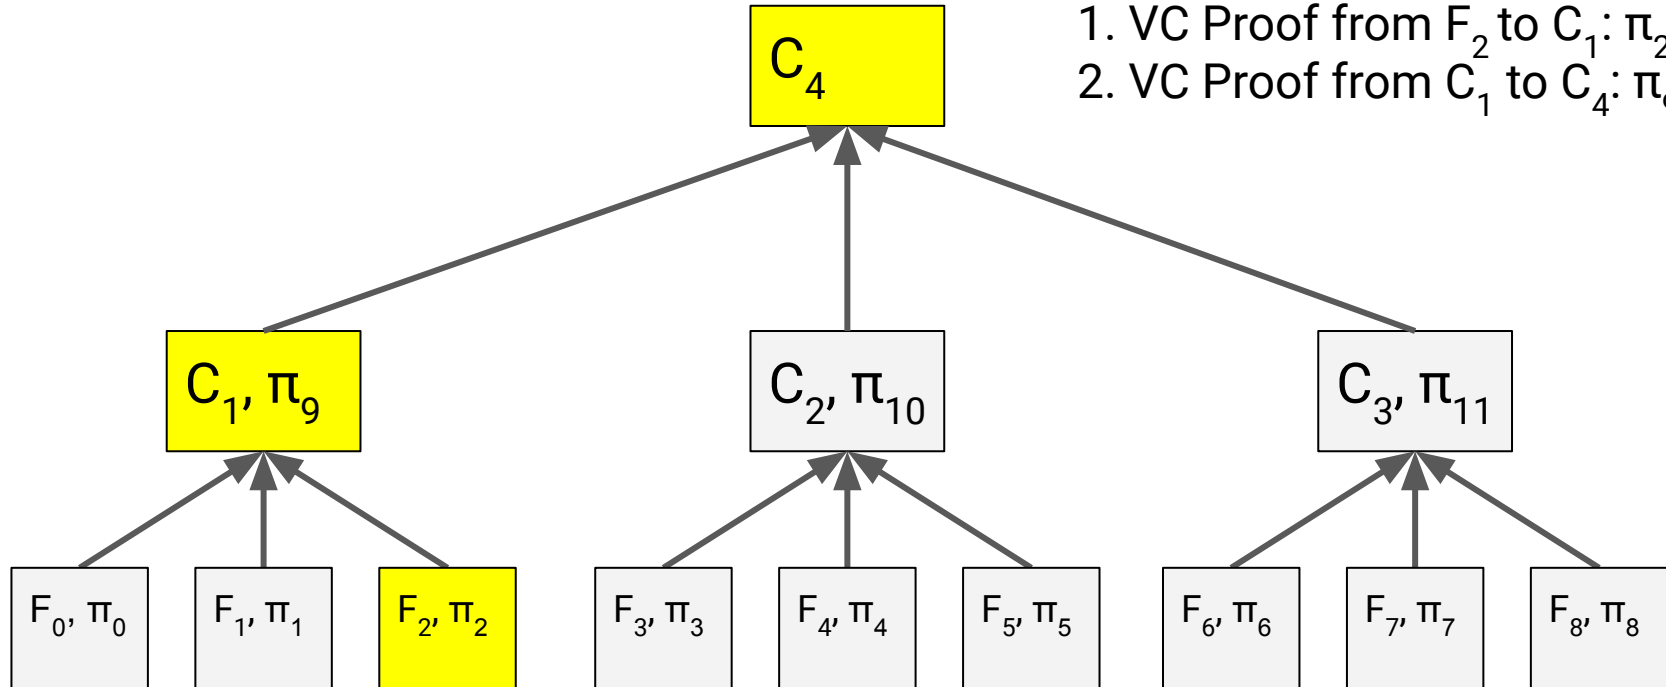 1. VC Proof from F₂ to C₁: π₂
2. VC Proof from C₁ to C₄: π
C₄
C₁, π₉
C₂, π₁₀
C₃, π₁₁
F₀, π₀
F₁, π₁
F₂, π₂
F₃, π₃
F₄, π₄
F₅, π₅
F₆, π₆
F₇, π₇
F₈, π₈